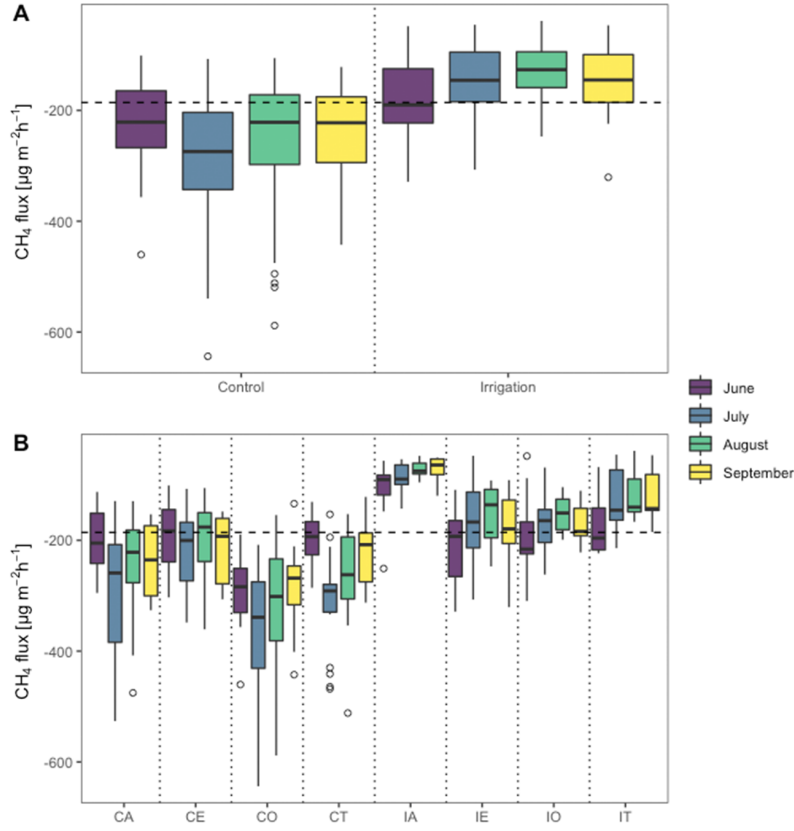 A
CH₄ flux [µg m⁻²h⁻¹]
-200
-400
-600
Control Irrigation
June
July
August
September
B
CH₄ flux [µg m⁻²h⁻¹]
-200
-400
-600
CA CE CO CT IA IE IO IT